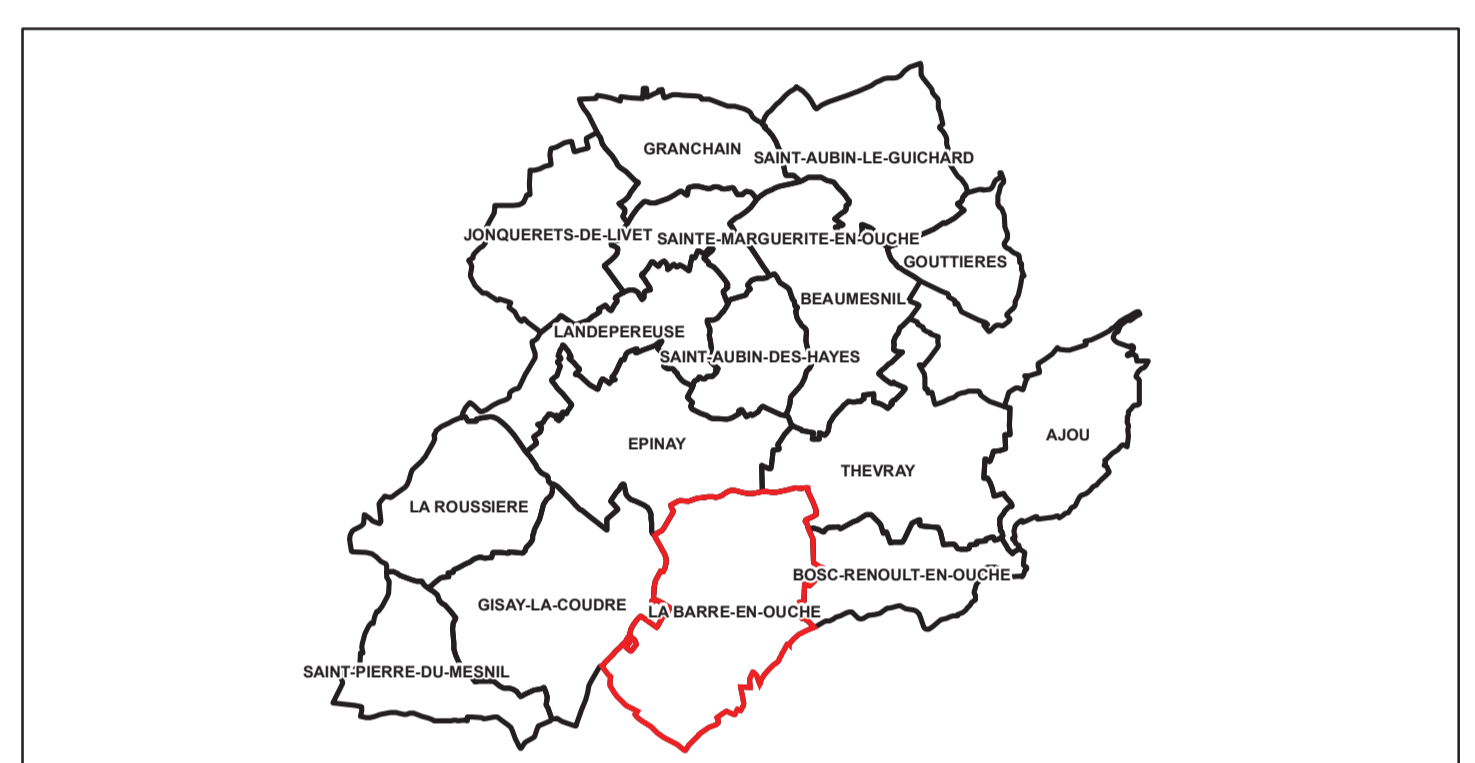 GRANCHAIN
SAINT-AUBIN-LE-GUICHARD
JONQUERETS-DE-LIVET
SAINTE-MARGUERITE-EN-OUCHE
GOUTTIERES
BEAUMESNIL
LANDEPEREUSE
SAINT-AUBIN-DES-HAYES
AJOU
EPINAY
THEVRAY
LA ROUSSIERE
BOSC-RENOULT-EN-OUCHE
GISAY-LA-COUDRE
LA BARRE-EN-OUCHE
SAINT-PIERRE-DU-MESNIL